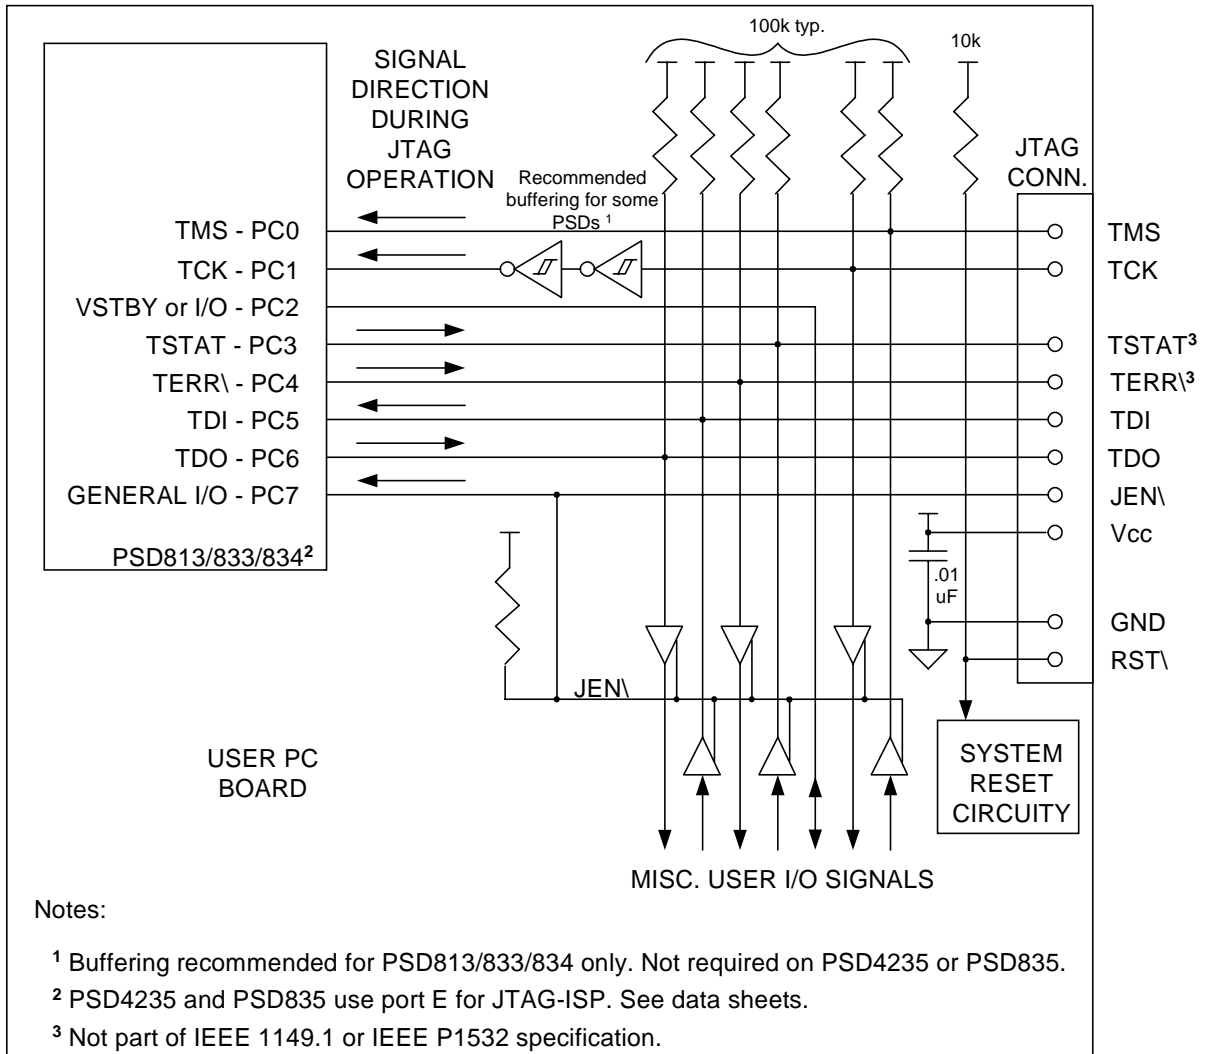 100k typ.
10k
SIGNAL
DIRECTION
DURING
JTAG
OPERATION
Recommended
buffering for some
PSDs ¹
JTAG
CONN.
TMS - PC0
TCK - PC1
VSTBY or I/O - PC2
TSTAT - PC3
TERR\ - PC4
TDI - PC5
TDO - PC6
GENERAL I/O - PC7
PSD813/833/834²
TMS
TCK
TSTAT³
TERR\³
TDI
TDO
JEN\
Vcc
GND
RST\
.01
uF
JEN\
USER PC
BOARD
SYSTEM
RESET
CIRCUITY
MISC. USER I/O SIGNALS
Notes:
¹ Buffering recommended for PSD813/833/834 only. Not required on PSD4235 or PSD835.
² PSD4235 and PSD835 use port E for JTAG-ISP. See data sheets.
³ Not part of IEEE 1149.1 or IEEE P1532 specification.